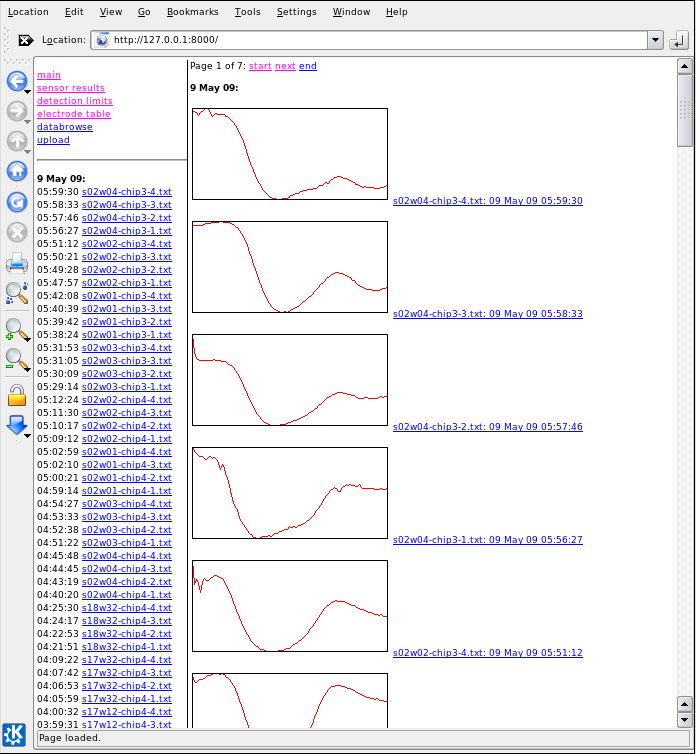 Location Edit View Go Bookmarks Tools Settings Window Help
Location: http://127.0.0.1:8000/
main
sensor results
detection limits
electrode table
databrowse
upload
9 May 09:
05:59:30 s02w04-chip3-4.txt
05:58:33 s02w04-chip3-3.txt
05:57:46 s02w04-chip3-2.txt
05:56:27 s02w04-chip3-1.txt
05:51:12 s02w02-chip3-4.txt
05:50:21 s02w02-chip3-3.txt
05:49:28 s02w02-chip3-2.txt
05:47:57 s02w02-chip3-1.txt
05:42:08 s02w01-chip3-4.txt
05:40:39 s02w01-chip3-3.txt
05:39:42 s02w01-chip3-2.txt
05:38:24 s02w01-chip3-1.txt
05:31:53 s02w03-chip3-4.txt
05:31:05 s02w03-chip3-3.txt
05:30:09 s02w03-chip3-2.txt
05:29:14 s02w03-chip3-1.txt
05:12:24 s02w02-chip4-4.txt
05:11:30 s02w02-chip4-3.txt
05:10:17 s02w02-chip4-2.txt
05:09:12 s02w02-chip4-1.txt
05:02:59 s02w01-chip4-4.txt
05:02:10 s02w01-chip4-3.txt
05:00:21 s02w01-chip4-2.txt
04:59:14 s02w01-chip4-1.txt
04:54:27 s02w03-chip4-4.txt
04:53:33 s02w03-chip4-3.txt
04:52:38 s02w03-chip4-2.txt
04:51:22 s02w03-chip4-1.txt
04:45:48 s02w04-chip4-4.txt
04:44:45 s02w04-chip4-3.txt
04:43:19 s02w04-chip4-2.txt
04:40:20 s02w04-chip4-1.txt
04:25:30 s18w32-chip4-4.txt
04:24:17 s18w32-chip4-3.txt
04:22:53 s18w32-chip4-2.txt
04:21:51 s18w32-chip4-1.txt
04:09:22 s17w32-chip4-4.txt
04:07:42 s17w32-chip4-3.txt
04:06:53 s17w32-chip4-2.txt
04:05:59 s17w32-chip4-1.txt
04:00:32 s17w12-chip4-4.txt
03:59:31 s17w12-chip4-3.txt
Page 1 of 7: start next end
9 May 09:
s02w04-chip3-4.txt: 09 May 09 05:59:30
s02w04-chip3-3.txt: 09 May 09 05:58:33
s02w04-chip3-2.txt: 09 May 09 05:57:46
s02w04-chip3-1.txt: 09 May 09 05:56:27
s02w02-chip3-4.txt: 09 May 09 05:51:12
Page loaded.